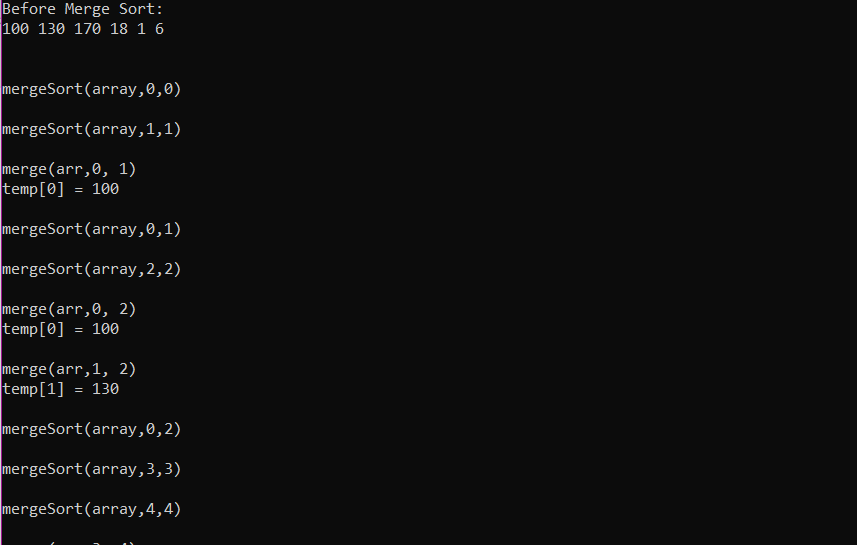 Before Merge Sort:
100 130 170 18 1 6
mergeSort(array,0,0)
mergeSort(array,1,1)
merge(arr,0, 1)
temp[0] = 100
mergeSort(array,0,1)
mergeSort(array,2,2)
merge(arr,0, 2)
temp[0] = 100
merge(arr,1, 2)
temp[1] = 130
mergeSort(array,0,2)
mergeSort(array,3,3)
mergeSort(array,4,4)